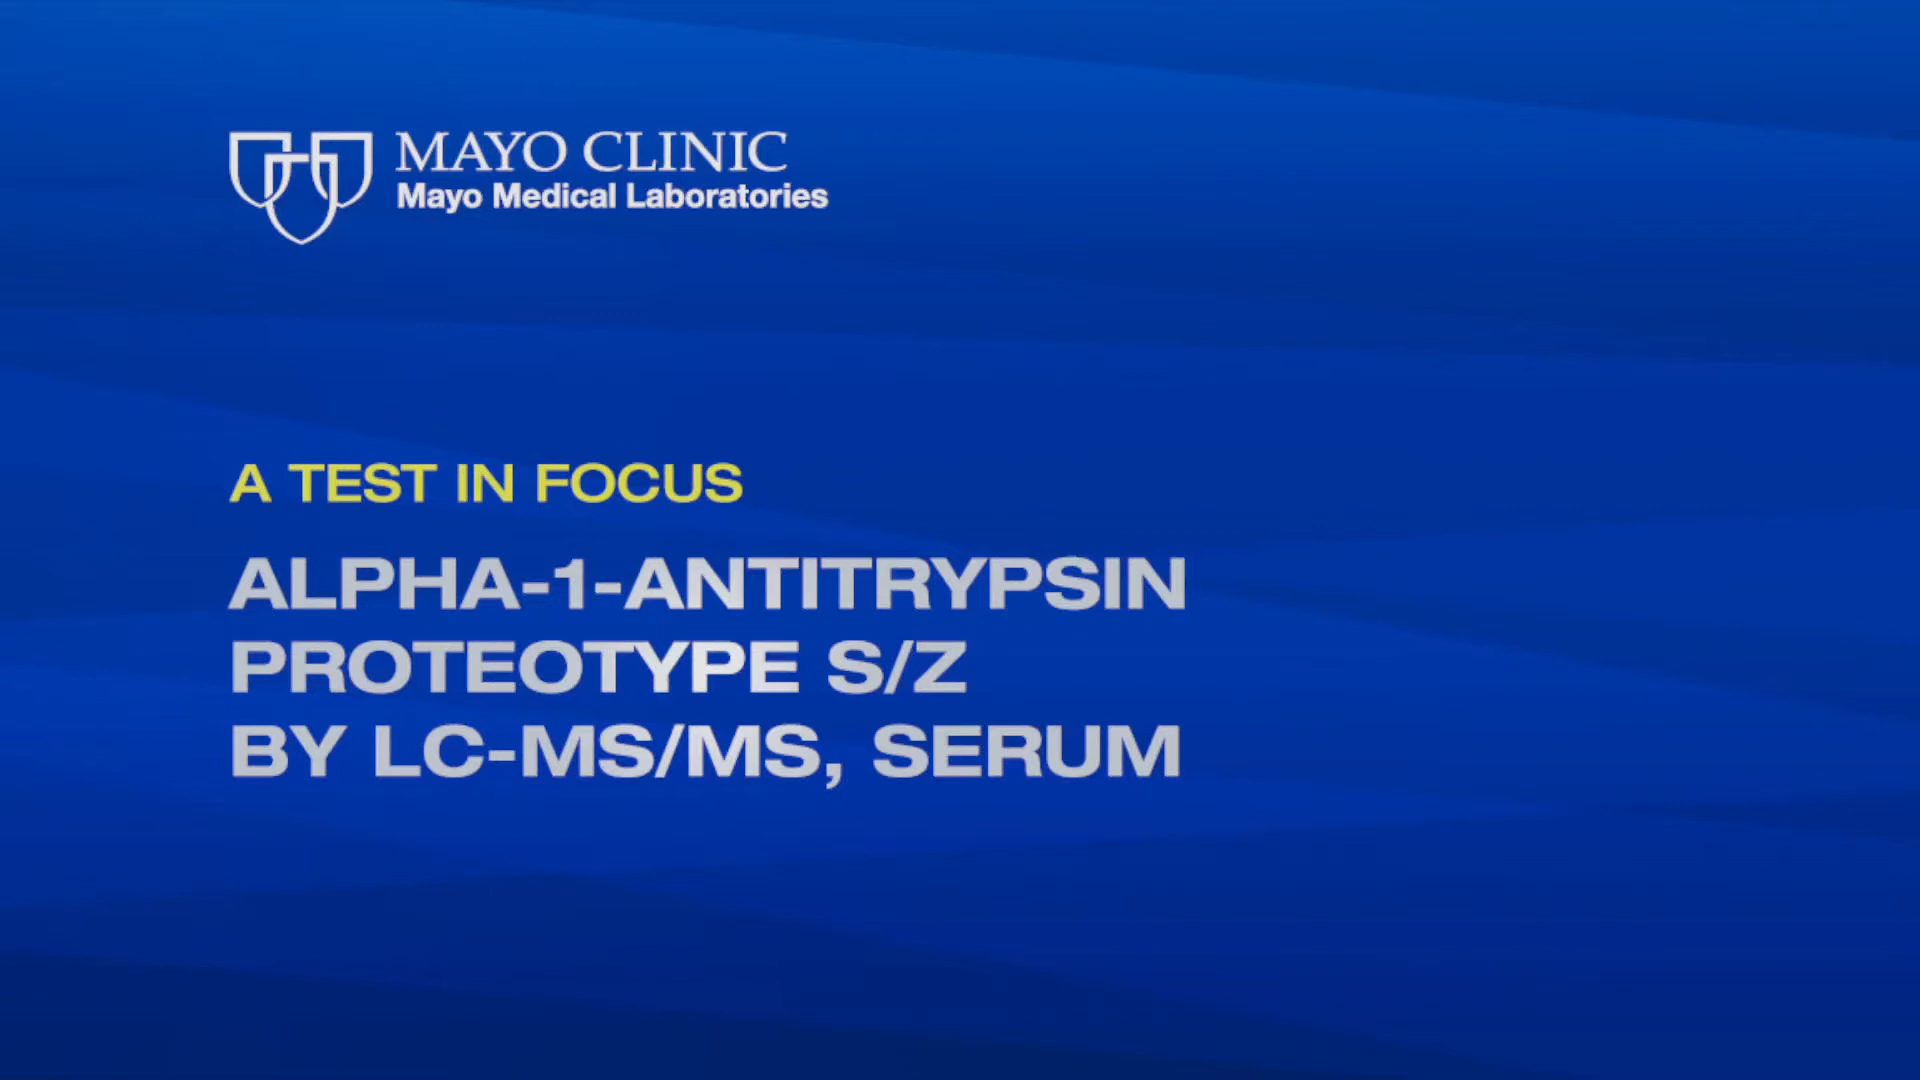 MAYO CLINIC
Mayo Medical Laboratories
A TEST IN FOCUS
ALPHA-1-ANTITRYPSIN
PROTEOTYPE S/Z
BY LC-MS/MS, SERUM